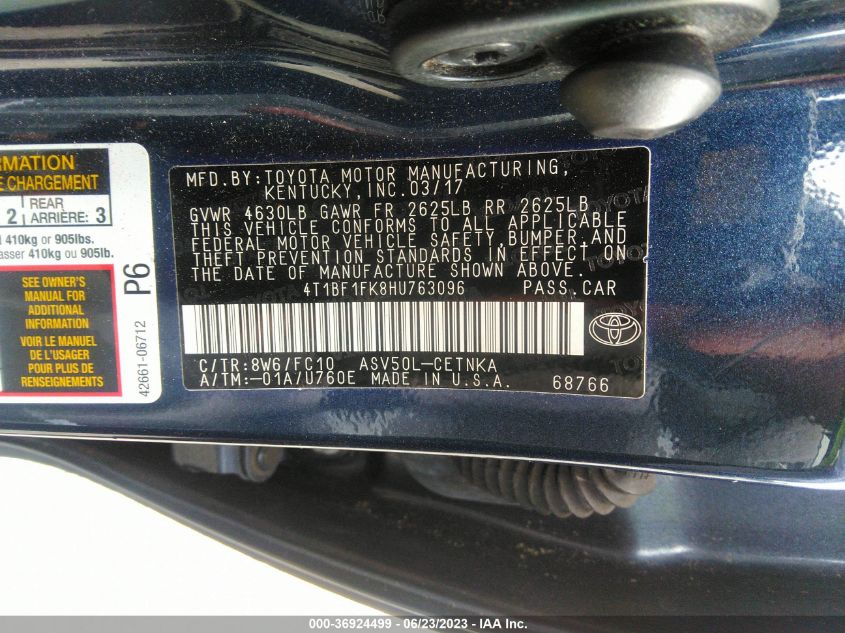 RMATION
E CHARGEMENT
2
REAR
ARRIÈRE:
3
410kg or 905lbs.
asser 410kg ou 905lb.
SEE OWNER'S
MANUAL FOR
ADDITIONAL
INFORMATION
VOIR LE MANUEL
DE L'USAGER
POUR PLUS DE
RENSEIGNEMENTS
P6
42661-06712
MFD.BY:TOYOTA MOTOR MANUFACTURING,
KENTUCKY,INC.03/17
GVWR 4630LB GAWR FR 2625LB RR 2625LB
THIS VEHICLE CONFORMS TO ALL APPLICABLE
FEDERAL MOTOR VEHICLE SAFETY,BUMPER,AND
THEFT PREVENTION STANDARDS IN EFFECT ON
THE DATE OF MANUFACTURE SHOWN ABOVE.
4T1BF1FK8HU763096 PASS.CAR
C/TR:8W6/FC10 ASV50L-CETNKA
A/TM:-01A/U760E MADE IN U.S.A. 68766
000-36924499 - 06/23/2023 - IAAI.COM